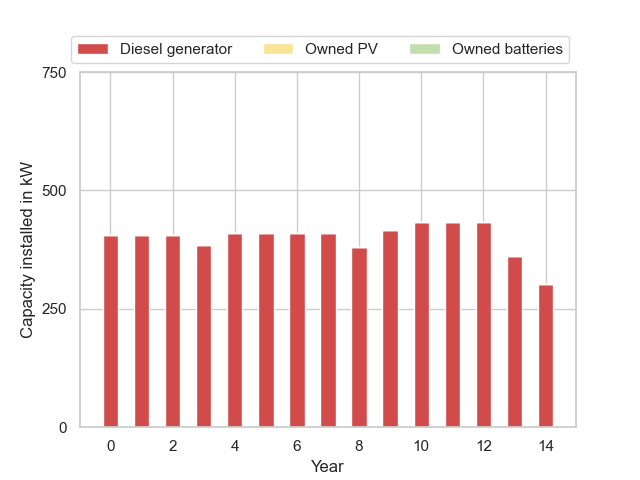 Diesel generator Owned PV Owned batteries
750
500
250
0
Capacity installed in kW
0 2 4 6 8 10 12 14
Year